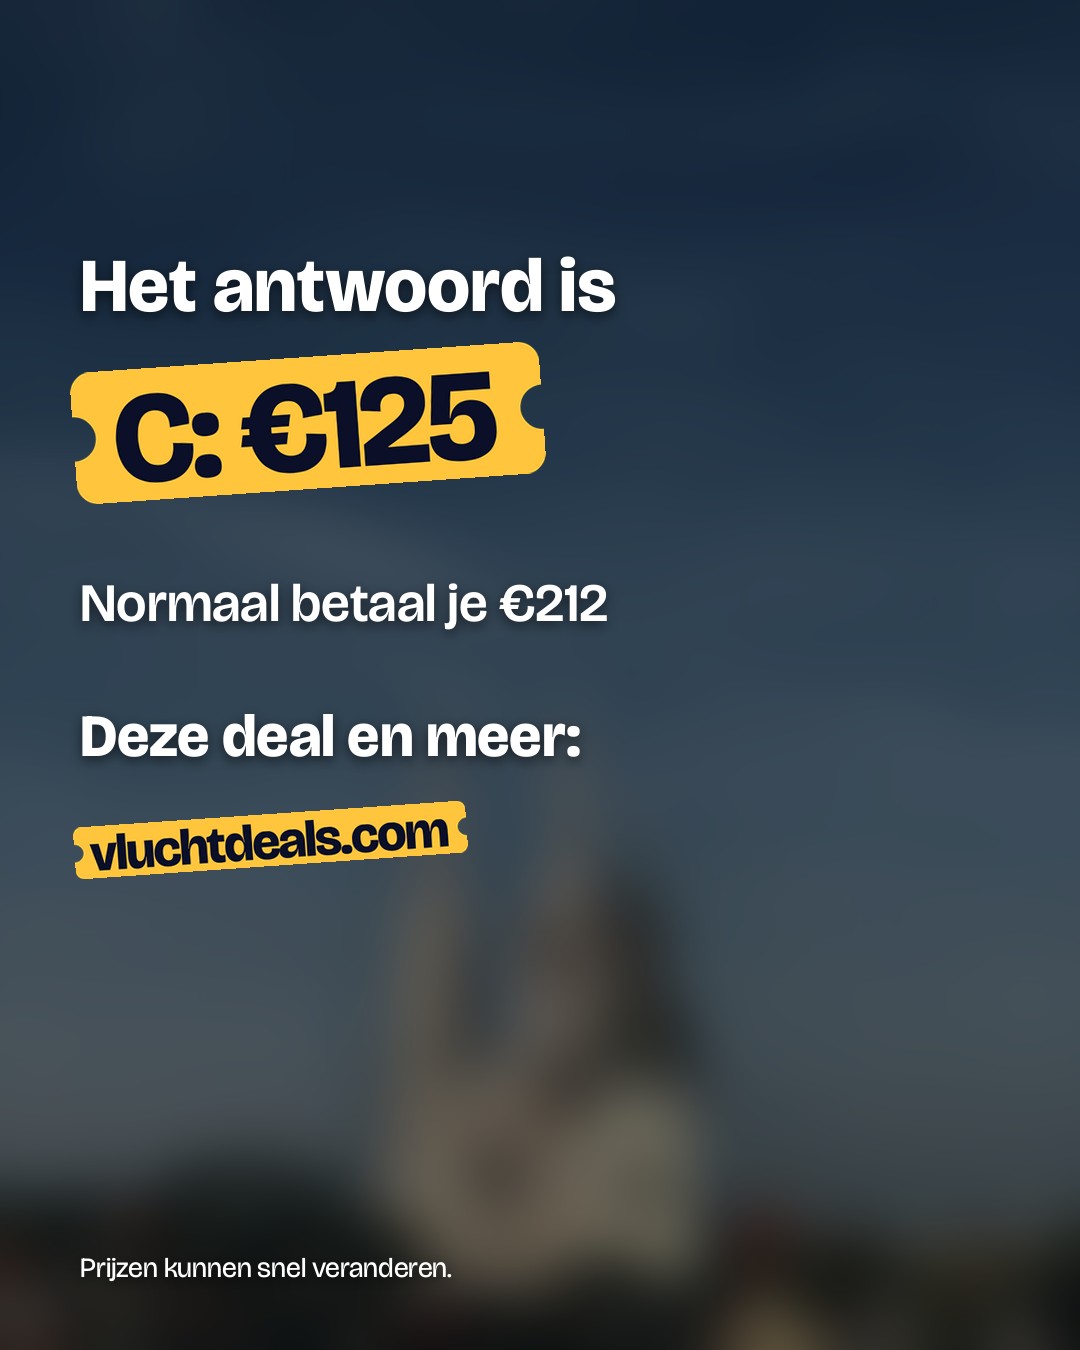 Het antwoord is
C: €125
Normaal betaal je €212
Deze deal en meer:
vluchtdeals.com
Prijzen kunnen snel veranderen.